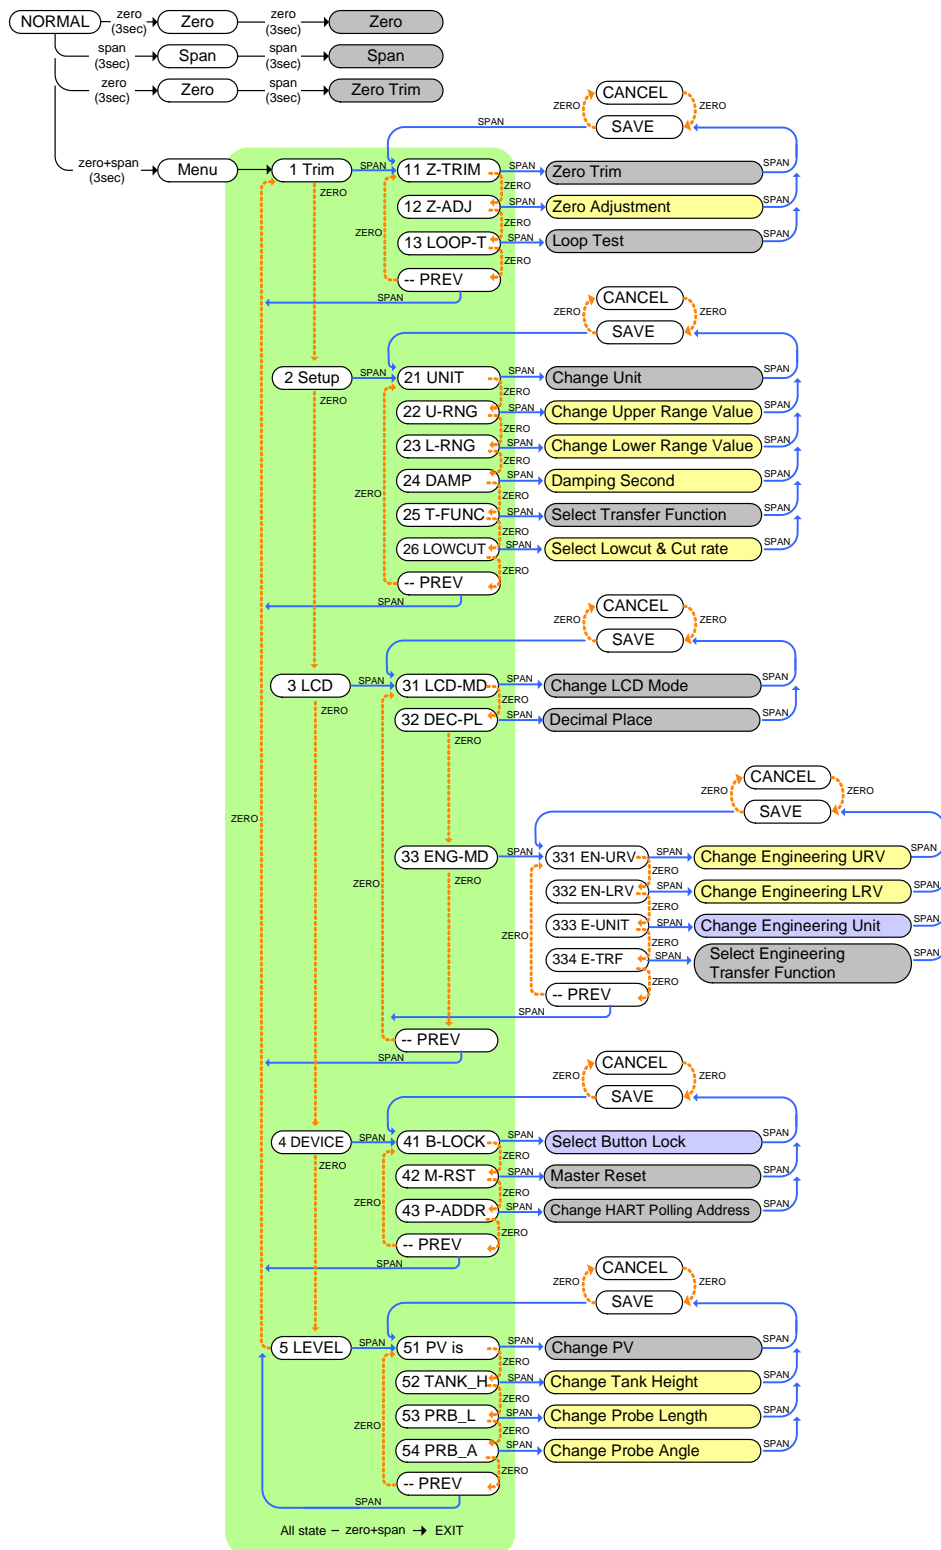 NORMAL zero (3sec) Zero zero (3sec) Zero
span (3sec) Span span (3sec) Span
zero (3sec) Zero span (3sec) Zero Trim
zero+span (3sec) Menu
CANCEL
ZERO ZERO
SPAN SAVE
1 Trim SPAN 11 Z-TRIM SPAN Zero Trim SPAN
ZERO ZERO
12 Z-ADJ SPAN Zero Adjustment SPAN
ZERO ZERO
13 LOOP-T SPAN Loop Test SPAN
ZERO
-- PREV
SPAN
CANCEL
ZERO ZERO
SAVE
2 Setup SPAN 21 UNIT SPAN Change Unit SPAN
ZERO ZERO
22 U-RNG SPAN Change Upper Range Value SPAN
ZERO
23 L-RNG SPAN Change Lower Range Value SPAN
ZERO
24 DAMP SPAN Damping Second SPAN
ZERO ZERO
25 T-FUNC SPAN Select Transfer Function SPAN
ZERO
26 LOWCUT SPAN Select Lowcut & Cut rate SPAN
ZERO
-- PREV
SPAN
CANCEL
ZERO ZERO
SAVE
3 LCD SPAN 31 LCD-MD SPAN Change LCD Mode SPAN
ZERO ZERO
32 DEC-PL SPAN Decimal Place SPAN
ZERO
CANCEL
ZERO ZERO
SAVE
ZERO
33 ENG-MD SPAN 331 EN-URV SPAN Change Engineering URV SPAN
ZERO ZERO ZERO
332 EN-LRV SPAN Change Engineering LRV SPAN
ZERO
333 E-UNIT SPAN Change Engineering Unit SPAN
ZERO ZERO
334 E-TRF SPAN Select Engineering Transfer Function SPAN
ZERO
-- PREV
SPAN
-- PREV
SPAN
CANCEL
ZERO ZERO
SAVE
4 DEVICE SPAN 41 B-LOCK SPAN Select Button Lock SPAN
ZERO ZERO
42 M-RST SPAN Master Reset SPAN
ZERO ZERO
43 P-ADDR SPAN Change HART Polling Address SPAN
ZERO
-- PREV
SPAN
CANCEL
ZERO ZERO
SAVE
5 LEVEL SPAN 51 PV is SPAN Change PV SPAN
ZERO
52 TANK_H SPAN Change Tank Height SPAN
ZERO
53 PRB_L SPAN Change Probe Length SPAN
ZERO ZERO
54 PRB_A SPAN Change Probe Angle SPAN
ZERO
-- PREV
SPAN
All state – zero+span → EXIT